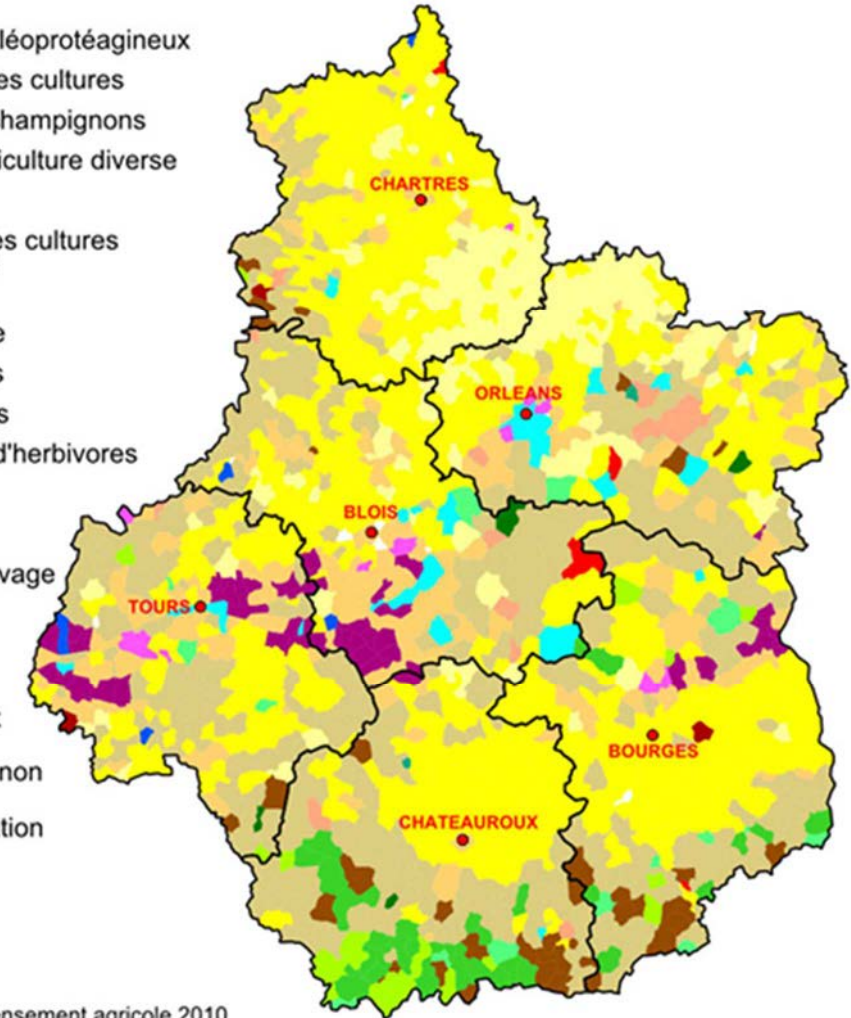 léoprotéagineux
es cultures
hampignons
iculture diverse
es cultures
e
s
s
d'herbivores
vage
t
non
tion
ensement agricole 2010
CHARTRES
ORLEANS
BLOIS
TOURS
BOURGES
CHATEAUROUX